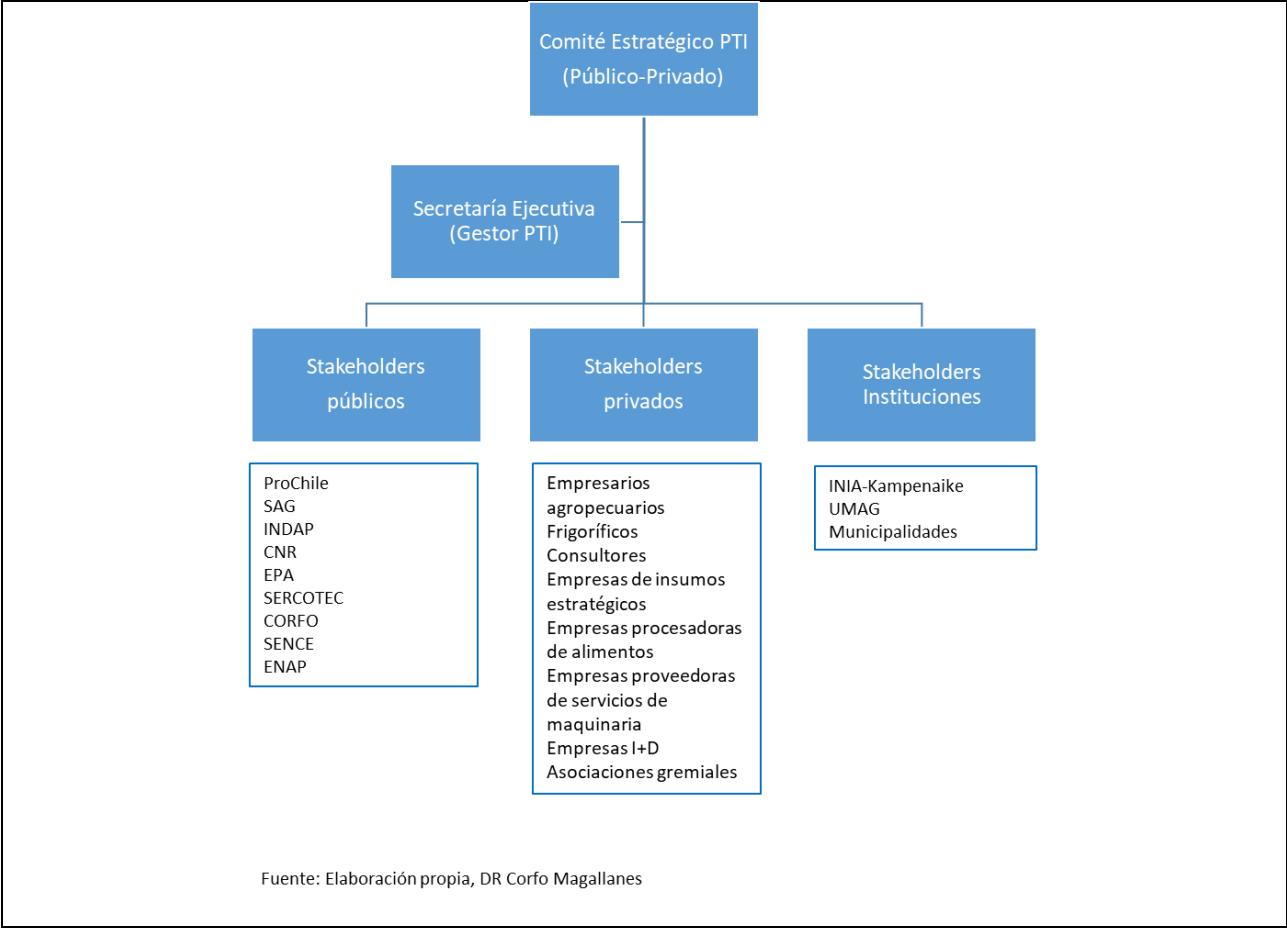 Comité Estratégico PTI
(Público-Privado)
Secretaría Ejecutiva
(Gestor PTI)
Stakeholders
públicos
Stakeholders
privados
Stakeholders
Instituciones
ProChile
SAG
INDAP
CNR
EPA
SERCOTEC
CORFO
SENCE
ENAP
Empresarios
agropecuarios
Frigoríficos
Consultores
Empresas de insumos
estratégicos
Empresas procesadoras
de alimentos
Empresas proveedoras
de servicios de
maquinaria
Empresas I+D
Asociaciones gremiales
INIA-Kampenaike
UMAG
Municipalidades
Fuente: Elaboración propia, DR Corfo Magallanes